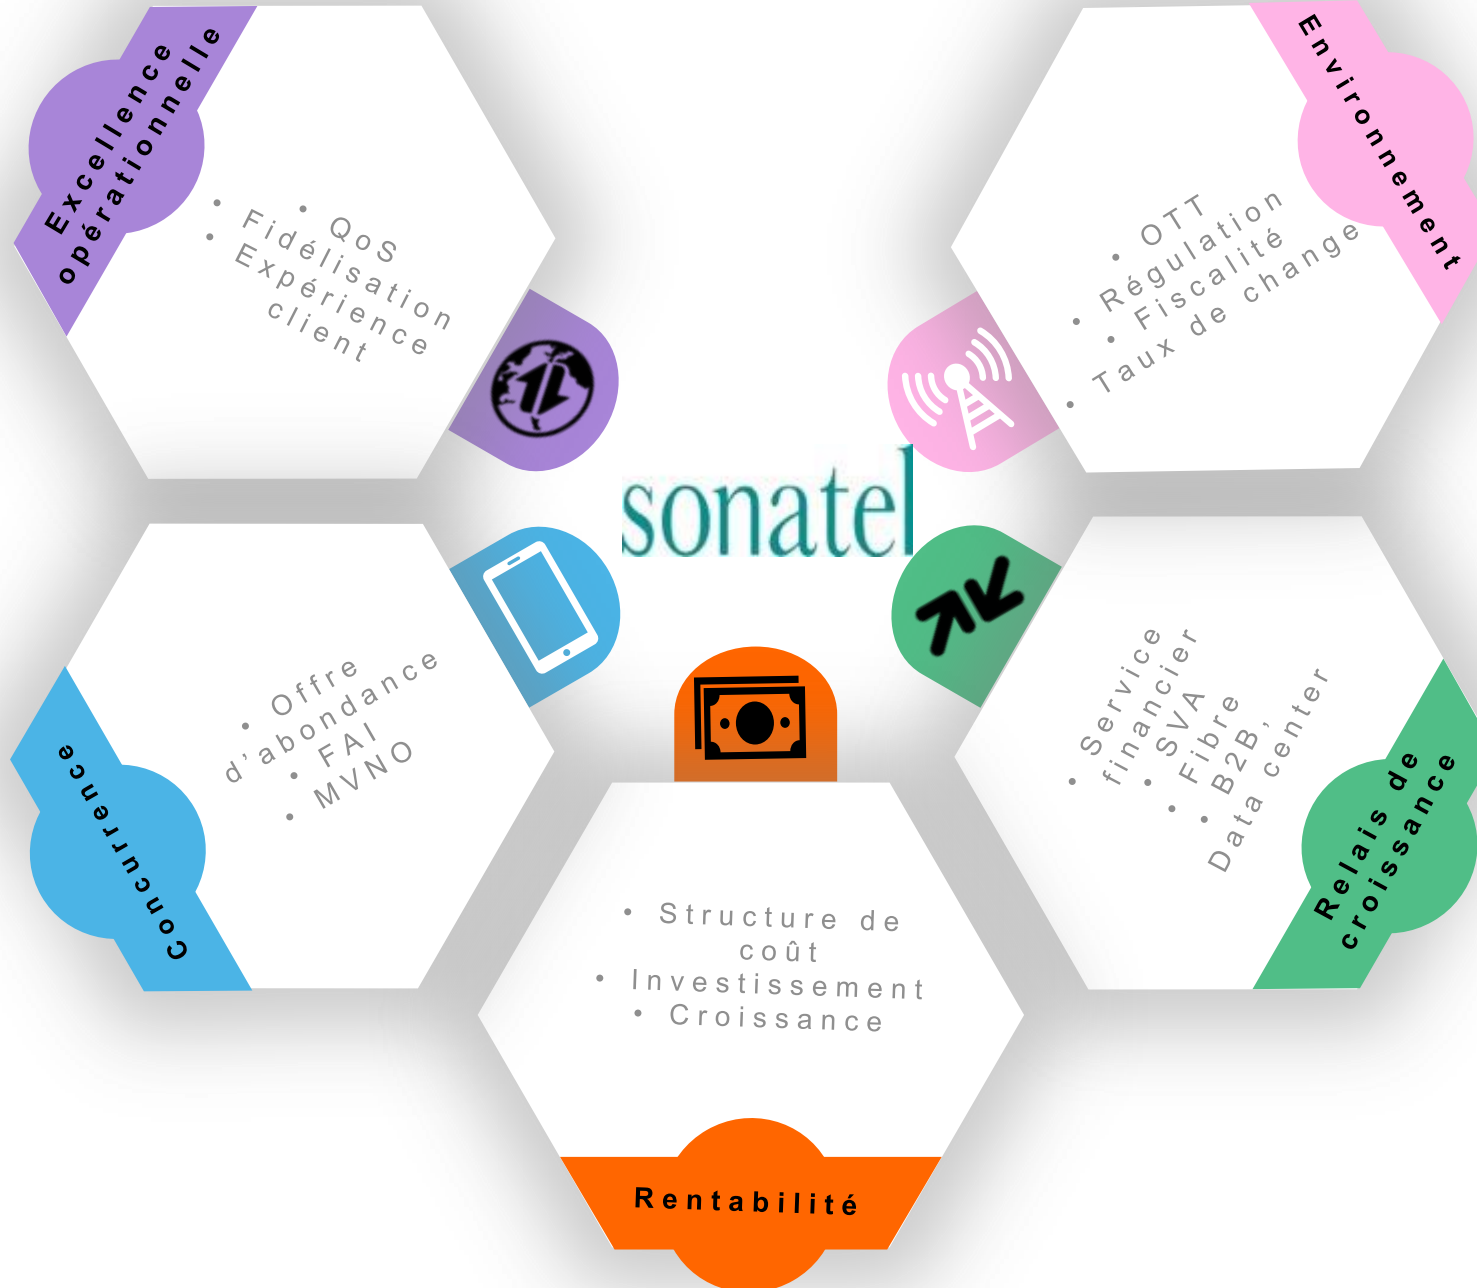 Excellence
opérationnelle
• QoS
• Fidélisation
• Expérience
client
Environnement
• OTT
• Régulation
• Fiscalité
• Taux de change
sonatel
Concurrence
• Offre
d’abondance
• FAI
• MVNO
• Service
financier
• SVA
• Fibre
• B2B,
Data center
Relais de
croissance
• Structure de
coût
• Investissement
• Croissance
Rentabilité